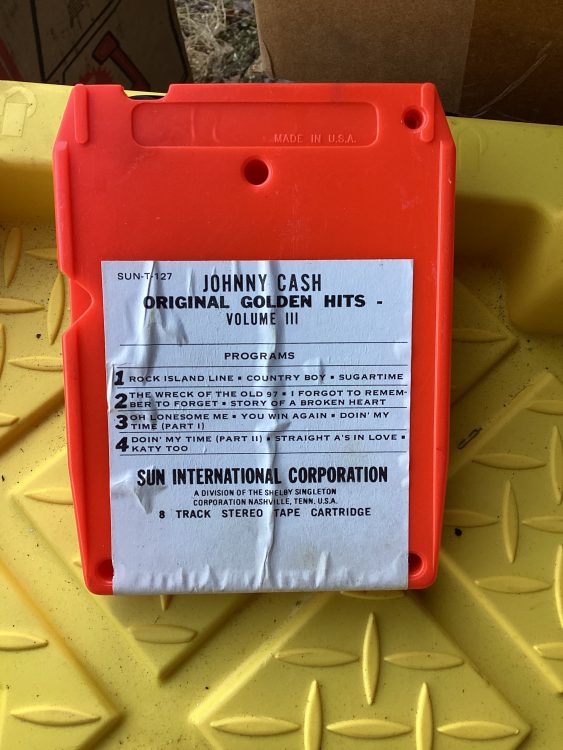 MADE IN U.S.A.
SUN-T-127
JOHNNY CASH
ORIGINAL GOLDEN HITS -
VOLUME III
PROGRAMS
1 ROCK ISLAND LINE ▪ COUNTRY BOY ▪ SUGARTIME
2 THE WRECK OF THE OLD 97 ▪ I FORGOT TO REMEM-
BER TO FORGET ▪ STORY OF A BROKEN HEART
3 OH LONESOME ME ▪ YOU WIN AGAIN ▪ DOIN' MY
TIME (PART I)
4 DOIN' MY TIME (PART II) ▪ STRAIGHT A'S IN LOVE ▪
KATY TOO
SUN INTERNATIONAL CORPORATION
A DIVISION OF THE SHELBY SINGLETON
CORPORATION NASHVILLE, TENN. U.S.A.
8 TRACK STEREO TAPE CARTRIDGE